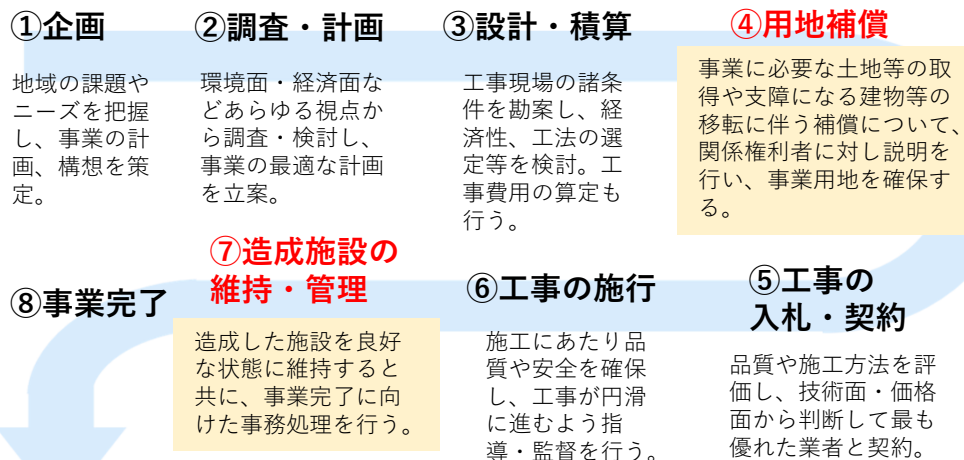 ①企画
地域の課題や
ニーズを把握
し、事業の計
画、構想を策
定。
②調査・計画
環境面・経済面な
どあらゆる視点か
ら調査・検討し、
事業の最適な計画
を立案。
③設計・積算
工事現場の諸条
件を勘案し、経
済性、工法の選
定等を検討。工
事費用の算定も
行う。
④用地補償
事業に必要な土地等の取
得や支障になる建物等の
移転に伴う補償について、
関係権利者に対し説明を
行い、事業用地を確保す
る。
⑤工事の
入札・契約
品質や施工方法を評
価し、技術面・価格
面から判断して最も
優れた業者と契約。
⑥工事の施行
施工にあたり品
質や安全を確保
し、工事が円滑
に進むよう指
導・監督を行う。
⑦造成施設の
維持・管理
造成した施設を良好
な状態に維持すると
共に、事業完了に向
けた事務処理を行う。
⑧事業完了